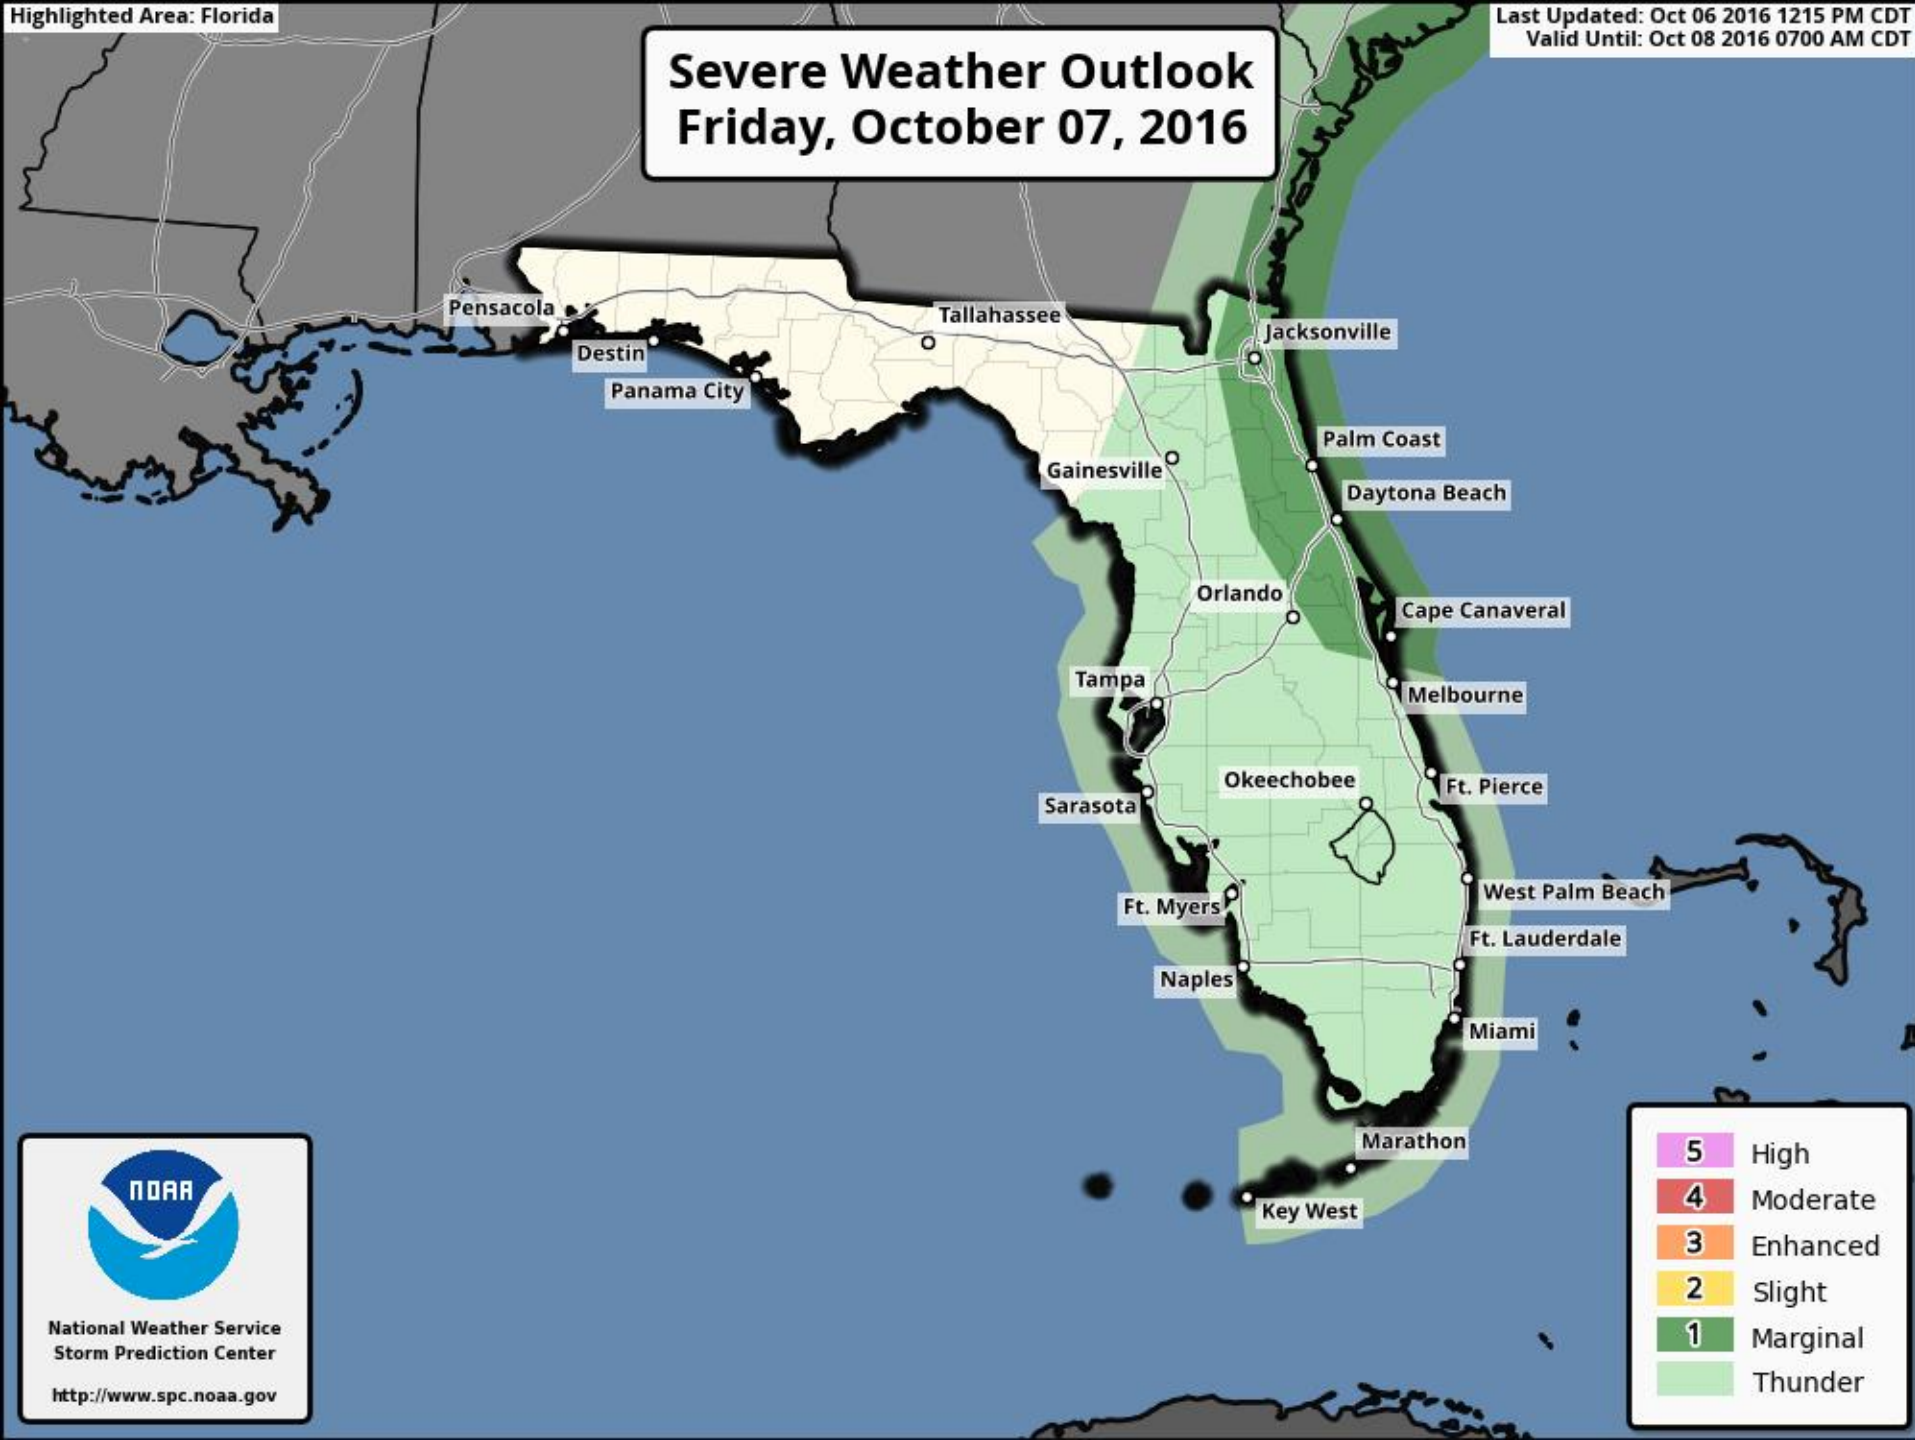 Highlighted Area: Florida
Last Updated: Oct 06 2016 1215 PM CDT
Valid Until: Oct 08 2016 0700 AM CDT
Severe Weather Outlook
Friday, October 07, 2016
Pensacola
Tallahassee
Jacksonville
Destin
Panama City
Palm Coast
Gainesville
Daytona Beach
Orlando
Cape Canaveral
Tampa
Melbourne
Okeechobee
Ft. Pierce
Sarasota
West Palm Beach
Ft. Myers
Ft. Lauderdale
Naples
Miami
Marathon
Key West
NOAA
National Weather Service
Storm Prediction Center
http://www.spc.noaa.gov
5 High
4 Moderate
3 Enhanced
2 Slight
1 Marginal
Thunder